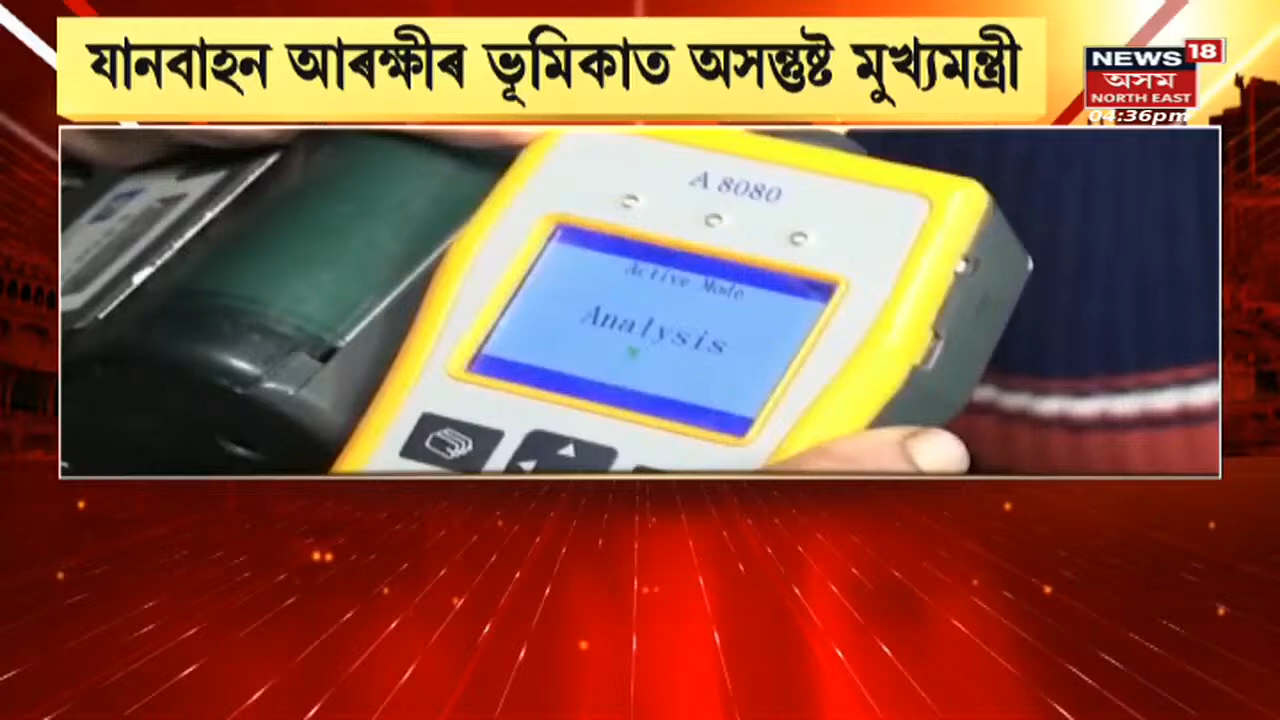 যানবাহন আৰক্ষীৰ ভূমিকাত অসন্তুষ্ট মুখ্যমন্ত্ৰী
NEWS 18
অসম
NORTH EAST
04:36pm
A 8080
Active Mode
Analysis